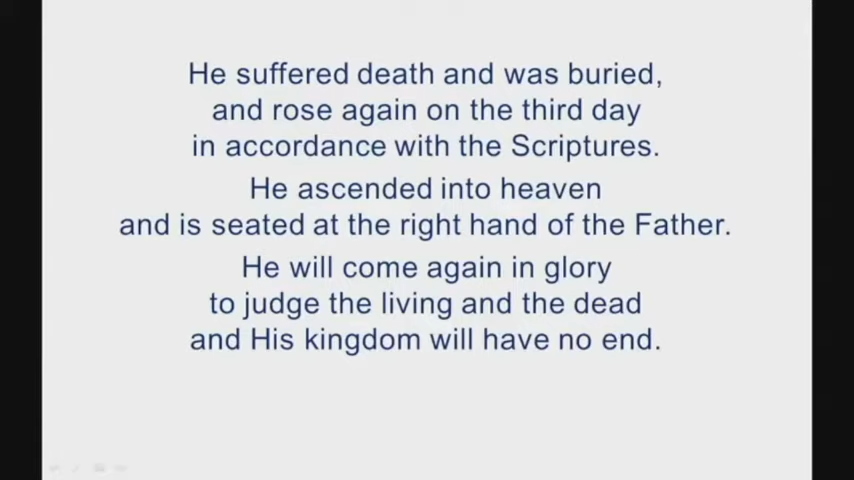 He suffered death and was buried,
and rose again on the third day
in accordance with the Scriptures.
He ascended into heaven
and is seated at the right hand of the Father.
He will come again in glory
to judge the living and the dead
and His kingdom will have no end.